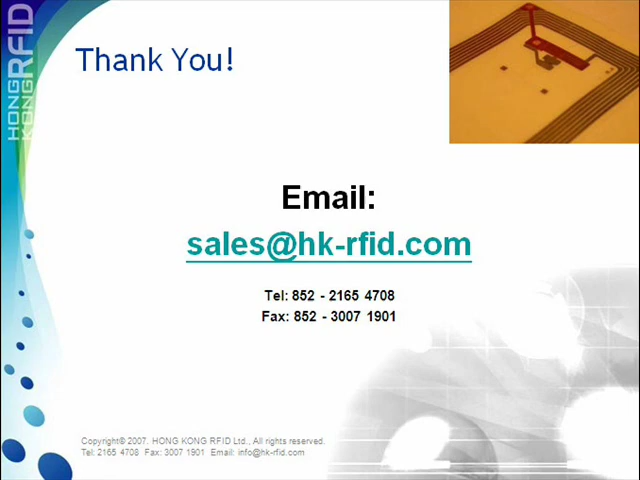 HONG RFID
KONG
Thank You!
Email:
sales@hk-rfid.com
Tel: 852 - 2165 4708
Fax: 852 - 3007 1901
Copyright© 2007. HONG KONG RFID Ltd., All rights reserved.
Tel: 2165 4708 Fax: 3007 1901 Email: info@hk-rfid.com